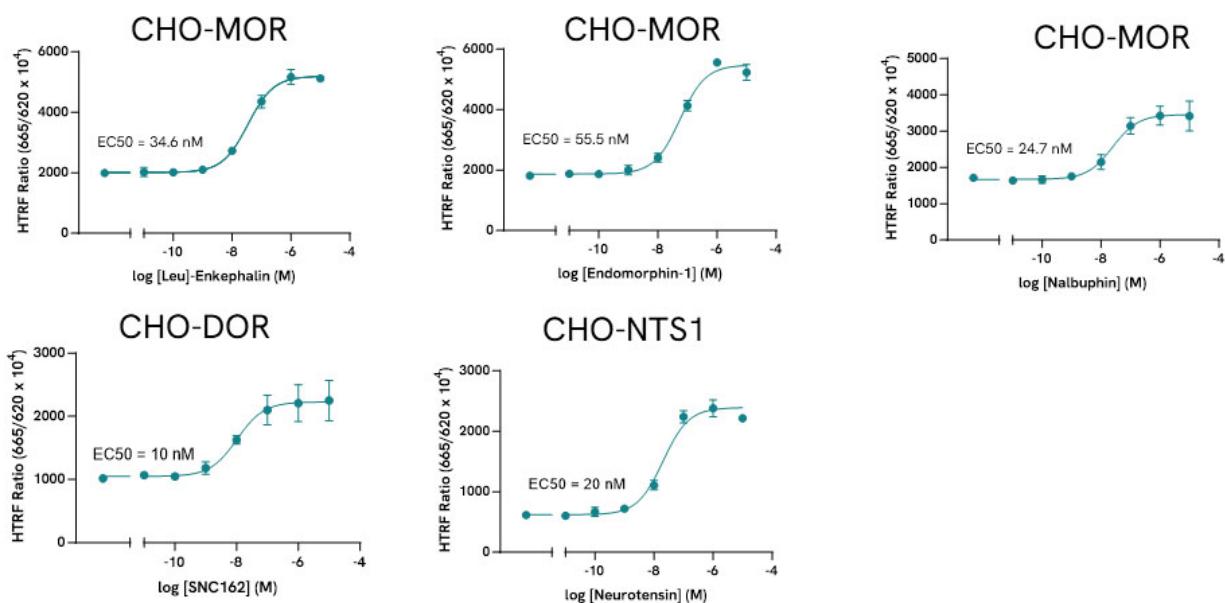 CHO-MOR
HTRF Ratio (665/620 x 10⁴)
6000
4000
2000
0
EC50 = 34.6 nM
-10
-8
-6
-4
log [Leu]-Enkephalin (M)
CHO-MOR
HTRF Ratio (665/620 x 10⁴)
6000
4000
2000
0
EC50 = 55.5 nM
-10
-8
-6
-4
log [Endomorphin-1] (M)
CHO-MOR
HTRF Ratio (665/620 x 10⁴)
5000
4000
3000
2000
1000
0
EC50 = 24.7 nM
-10
-8
-6
-4
log [Nalbuphin] (M)
CHO-DOR
HTRF Ratio (665/620 x 10⁴)
3000
2000
1000
0
EC50 = 10 nM
-10
-8
-6
-4
log [SNC162] (M)
CHO-NTS1
HTRF Ratio (665/620 x 10⁴)
3000
2000
1000
0
EC50 = 20 nM
-10
-8
-6
-4
log [Neurotensin] (M)